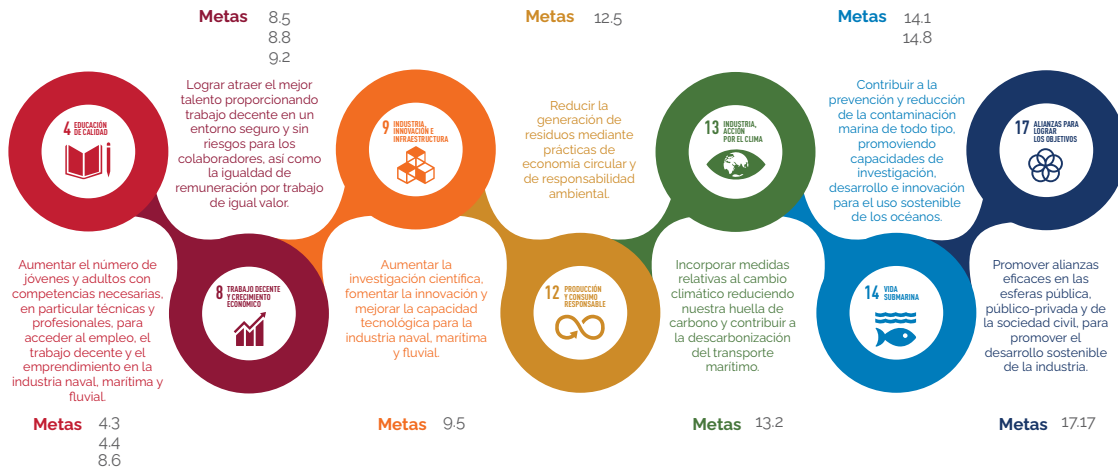 Metas 8.5
8.8
9.2
Metas 12.5
Metas 14.1
14.8
4 EDUCACIÓN
DE CALIDAD
Lograr atraer el mejor
talento proporcionando
trabajo decente en un
entorno seguro y sin
riesgos para los
colaboradores, así como
la igualdad de
remuneración por trabajo
de igual valor.
9 INDUSTRIA,
INNOVACIÓN E
INFRAESTRUCTURA
Reducir la
generación de
residuos mediante
prácticas de
economía circular y
de responsabilidad
ambiental.
13 INDUSTRIA,
ACCIÓN
POR EL CLIMA
Contribuir a la
prevención y reducción
de la contaminación
marina de todo tipo,
promoviendo
capacidades de
investigación,
desarrollo e innovación
para el uso sostenible
de los océanos.
17 ALIANZAS PARA
LOGRAR
LOS OBJETIVOS
Aumentar el número de
jóvenes y adultos con
competencias necesarias,
en particular técnicas y
profesionales, para
acceder al empleo, el
trabajo decente y el
emprendimiento en la
industria naval, marítima y
fluvial.
8 TRABAJO DECENTE
Y CRECIMIENTO
ECONÓMICO
Aumentar la
investigación científica,
fomentar la innovación y
mejorar la capacidad
tecnológica para la
industria naval, marítima
y fluvial.
12 PRODUCCIÓN
Y CONSUMO
RESPONSABLE
Incorporar medidas
relativas al cambio
climático reduciendo
nuestra huella de
carbono y contribuir a
la descarbonización
del transporte
marítimo.
14 VIDA
SUBMARINA
Promover alianzas
eficaces en las
esferas pública,
público-privada y de
la sociedad civil, para
promover el
desarrollo sostenible
de la industria.
Metas 4.3
4.4
8.6
Metas 9.5
Metas 13.2
Metas 17.17